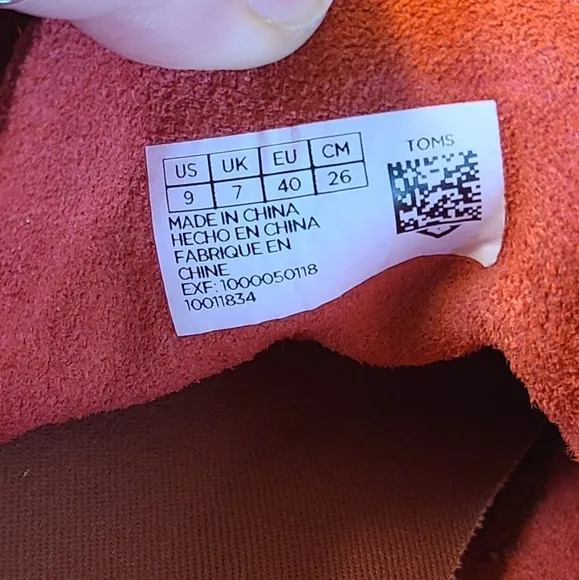 US UK EU CM
9 7 40 26
TOMS
MADE IN CHINA
HECHO EN CHINA
FABRIQUE EN
CHINE
EXF: 1000050118
10011834